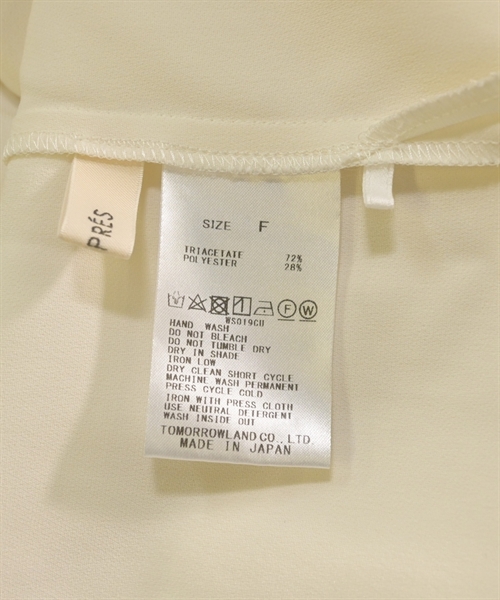 PRÉS
SIZE F
TRIACETATE 72%
POLYESTER 28%
F W
WS019CU
HAND WASH
DO NOT BLEACH
DO NOT TUMBLE DRY
DRY IN SHADE
IRON LOW
DRY CLEAN SHORT CYCLE
MACHINE WASH PERMANENT
PRESS CYCLE COLD
IRON WITH PRESS CLOTH
USE NEUTRAL DETERGENT
WASH INSIDE OUT
TOMORROWLAND CO., LTD.
MADE IN JAPAN